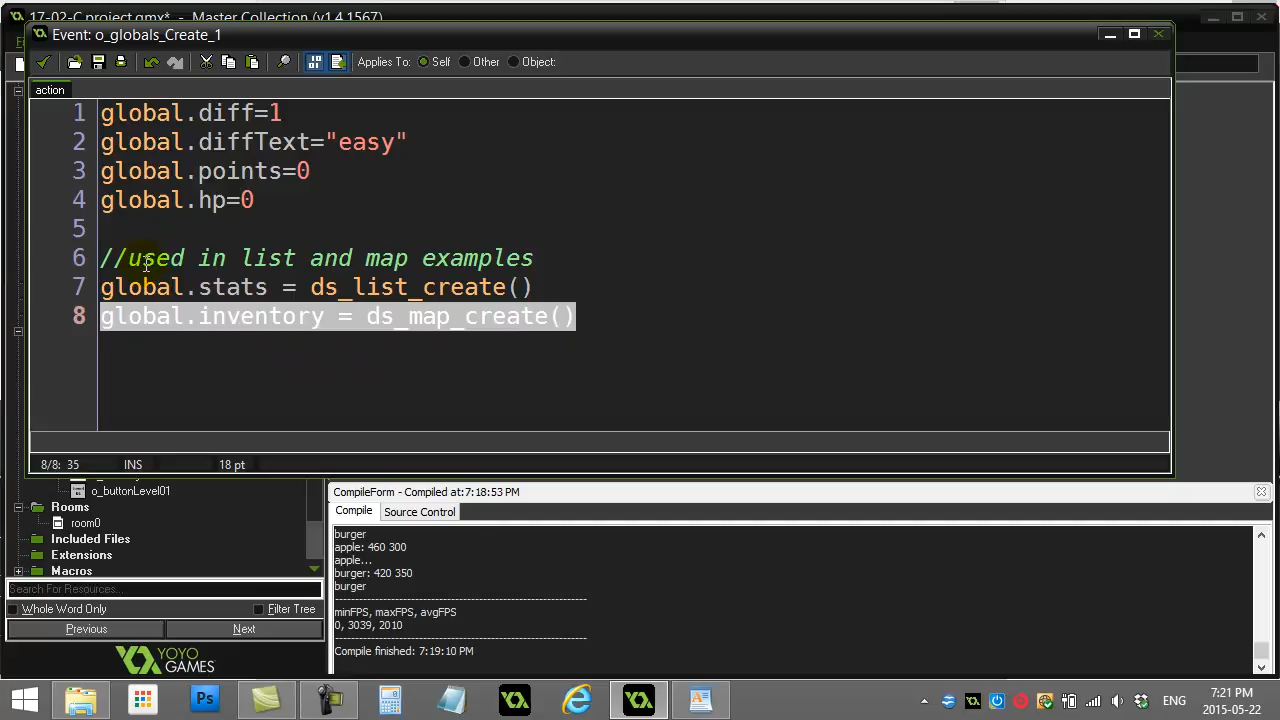 17-02-C project.gmx* - Master Collection (v1.4.1567)
Event: o_globals_Create_1
Applies To: Self Other Object:
action
1 global.diff=1
2 global.diffText="easy"
3 global.points=0
4 global.hp=0
5
6 //used in list and map examples
7 global.stats = ds_list_create()
8 global.inventory = ds_map_create()
8/8: 35 INS 18 pt
o_buttonLevel01
Rooms
room0
Included Files
Extensions
Macros
Search For Resources...
Whole Word Only Filter Tree
Previous Next
YOYO
GAMES
CompileForm - Compiled at:7:18:53 PM
Compile Source Control
burger
apple: 460 300
apple...
burger: 420 350
burger
minFPS, maxFPS, avgFPS
0, 3039, 2010
Compile finished: 7:19:10 PM
Ps
ENG
7:21 PM
2015-05-22